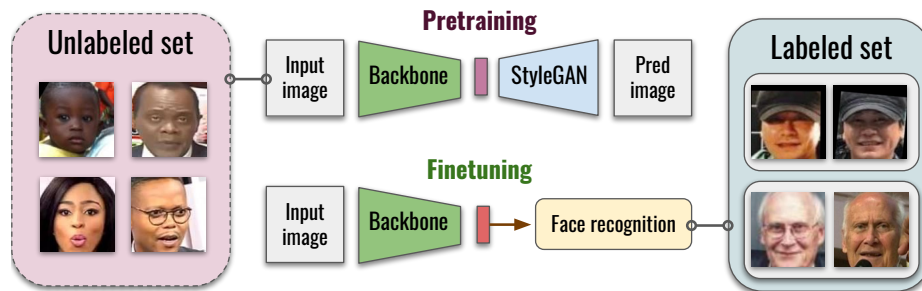 Pretraining
Unlabeled set
Labeled set
Input
image
Backbone
StyleGAN
Pred
image
Finetuning
Input
image
Backbone
Face recognition